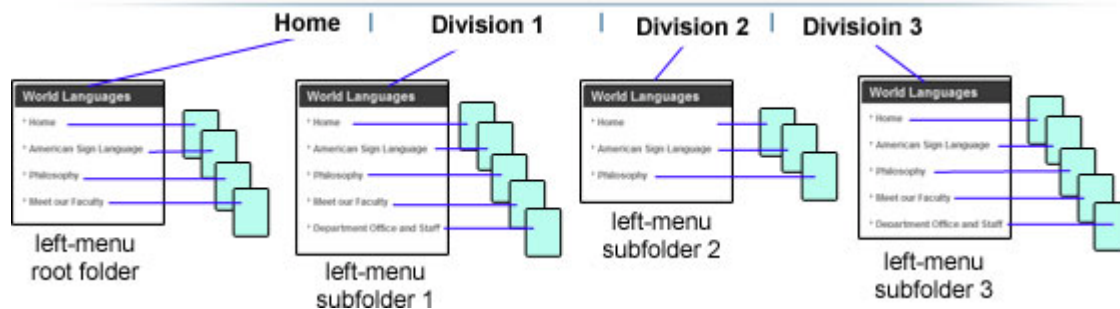 Home | Division 1 | Division 2 | Divisioin 3
World Languages
* Home
* American Sign Language
* Philosophy
* Meet our Faculty
left-menu
root folder
World Languages
* Home
* American Sign Language
* Philosophy
* Meet our Faculty
* Department Office and Staff
left-menu
subfolder 1
World Languages
* Home
* American Sign Language
* Philosophy
left-menu
subfolder 2
World Languages
* Home
* American Sign Language
* Philosophy
* Meet our Faculty
* Department Office and Staff
left-menu
subfolder 3